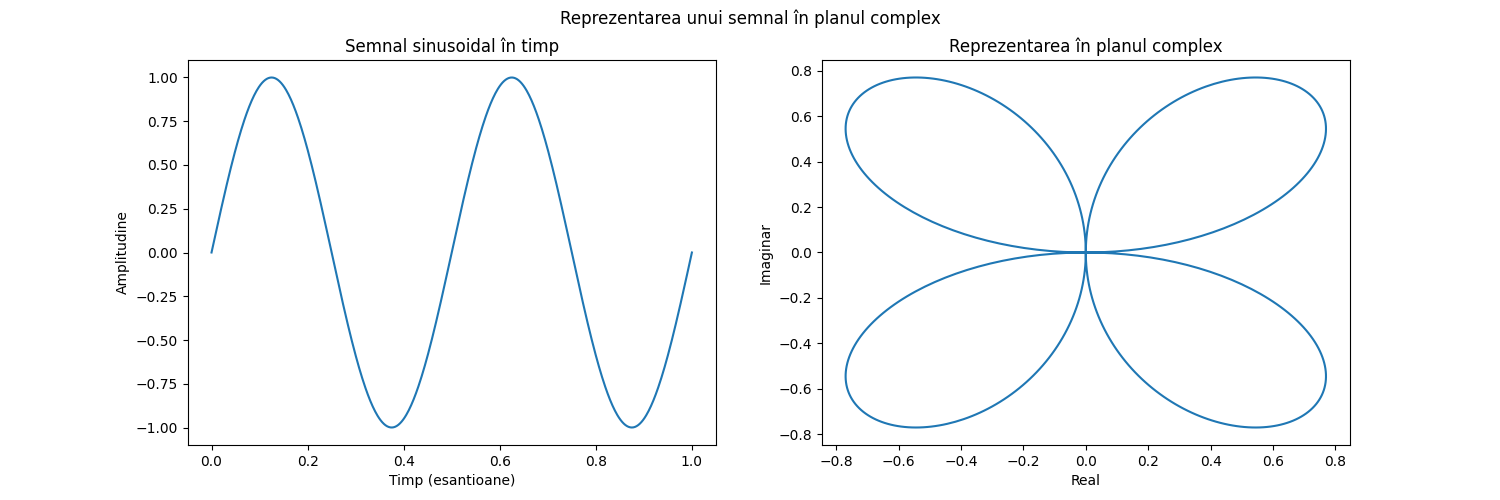 Reprezentarea unui semnal în planul complex
Semnal sinusoidal în timp
1.00
0.75
0.50
0.25
0.00
−0.25
−0.50
−0.75
−1.00
Amplitudine
0.0 0.2 0.4 0.6 0.8 1.0
Timp (esantioane)
Reprezentarea în planul complex
0.8
0.6
0.4
0.2
0.0
−0.2
−0.4
−0.6
−0.8
Imaginar
−0.8 −0.6 −0.4 −0.2 0.0 0.2 0.4 0.6 0.8
Real